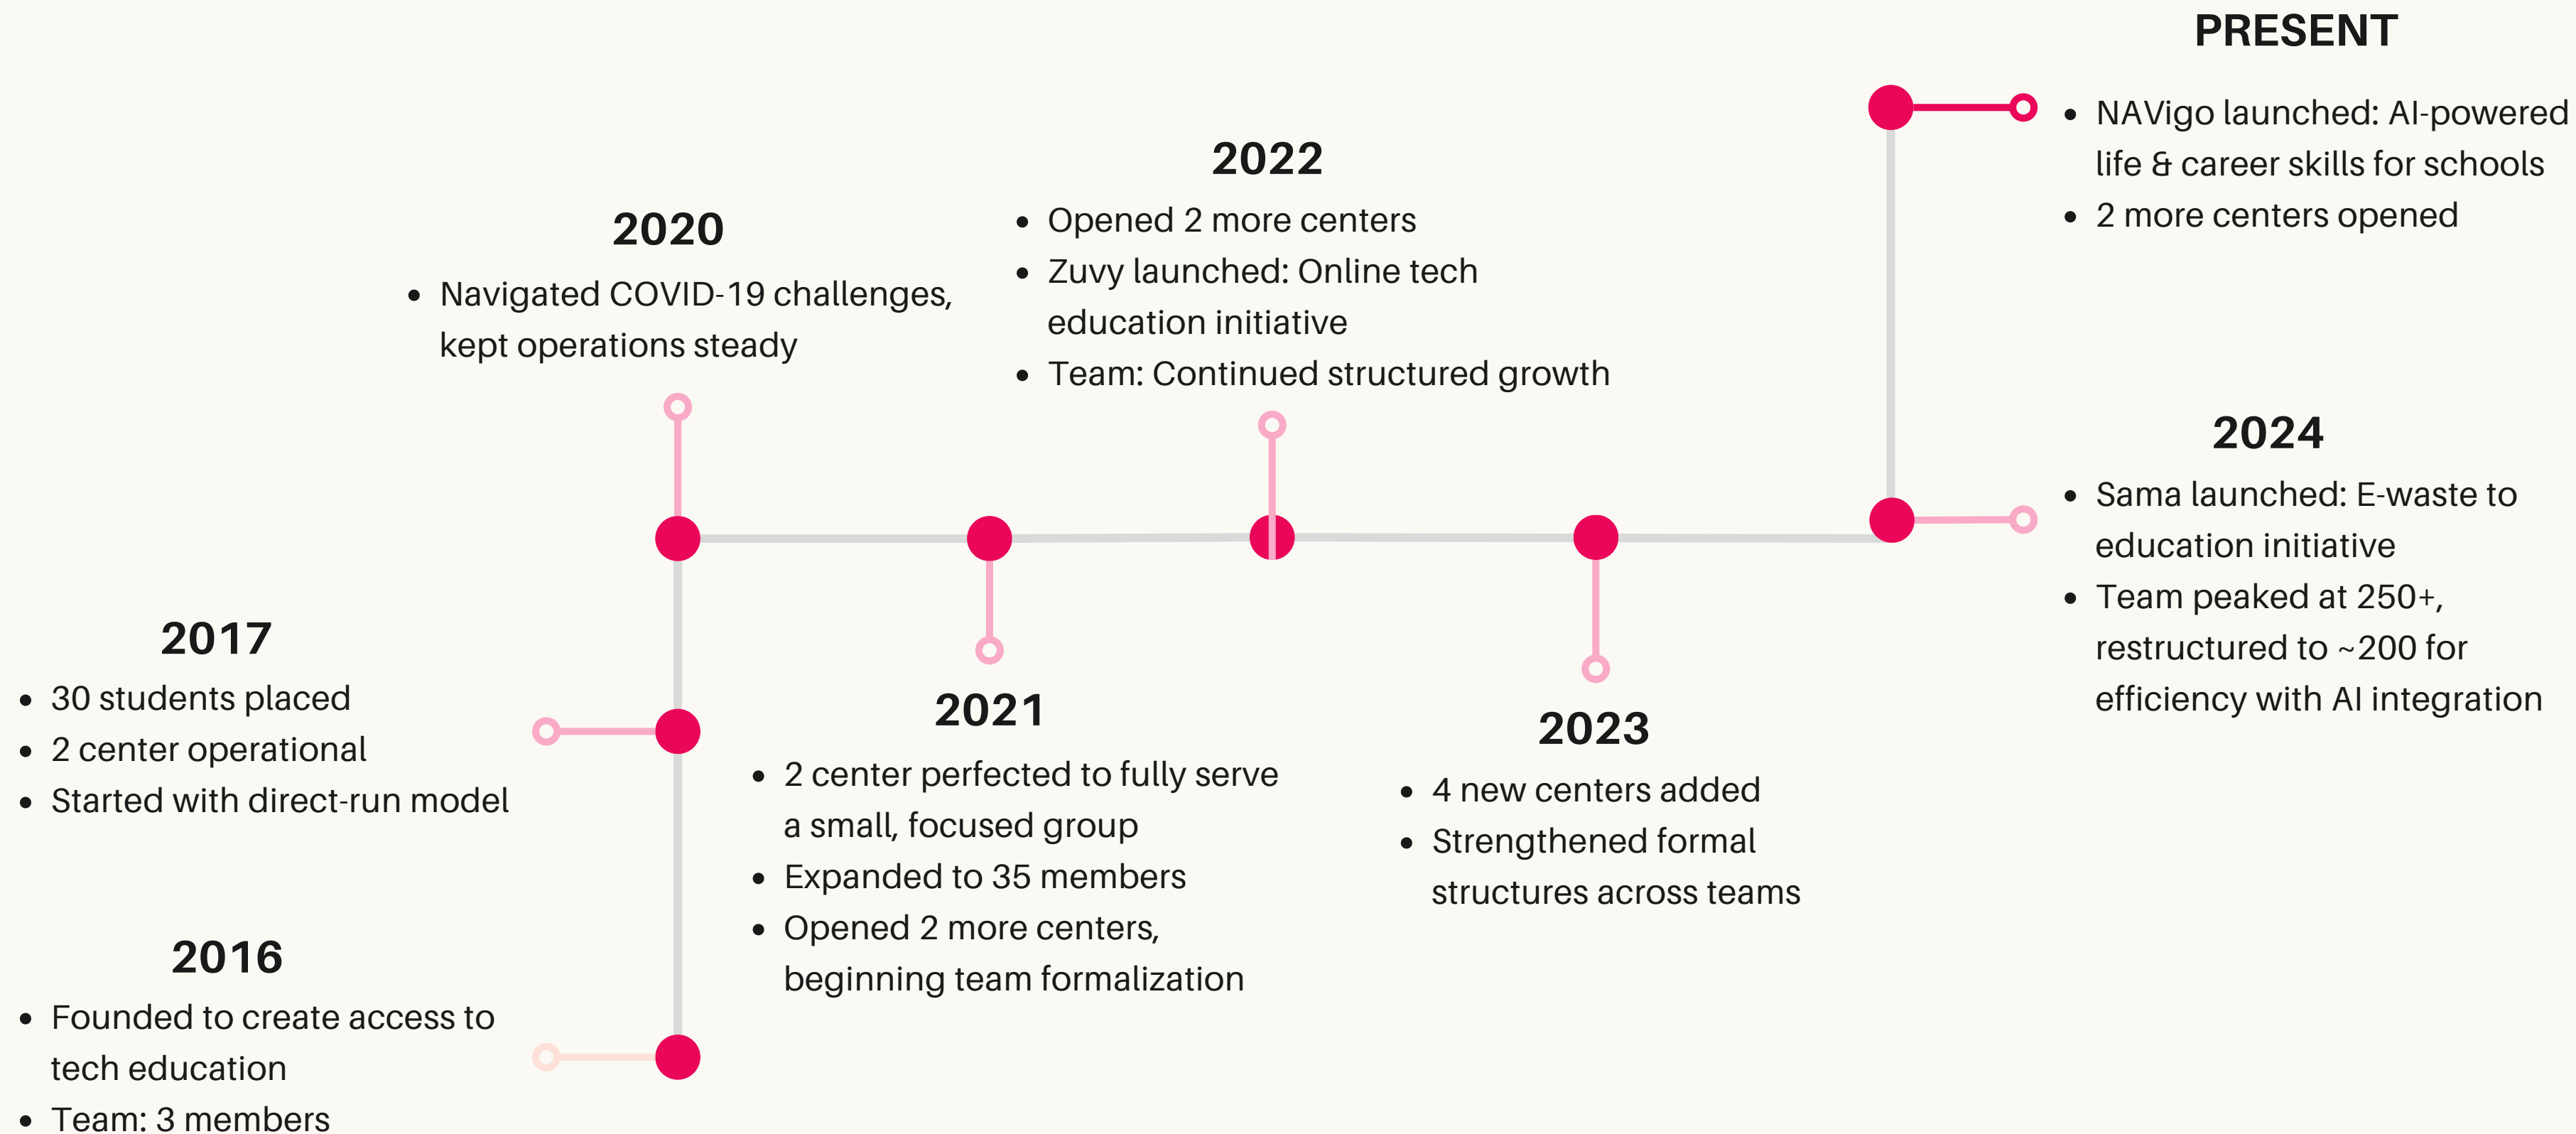 PRESENT
• NAVigo launched: AI-powered
life & career skills for schools
• 2 more centers opened
2022
• Opened 2 more centers
• Zuvy launched: Online tech
education initiative
• Team: Continued structured growth
2020
• Navigated COVID-19 challenges,
kept operations steady
2024
• Sama launched: E-waste to
education initiative
• Team peaked at 250+,
restructured to ~200 for
efficiency with AI integration
2017
• 30 students placed
• 2 center operational
• Started with direct-run model
2021
• 2 center perfected to fully serve
a small, focused group
• Expanded to 35 members
• Opened 2 more centers,
beginning team formalization
2023
• 4 new centers added
• Strengthened formal
structures across teams
2016
• Founded to create access to
tech education
• Team: 3 members